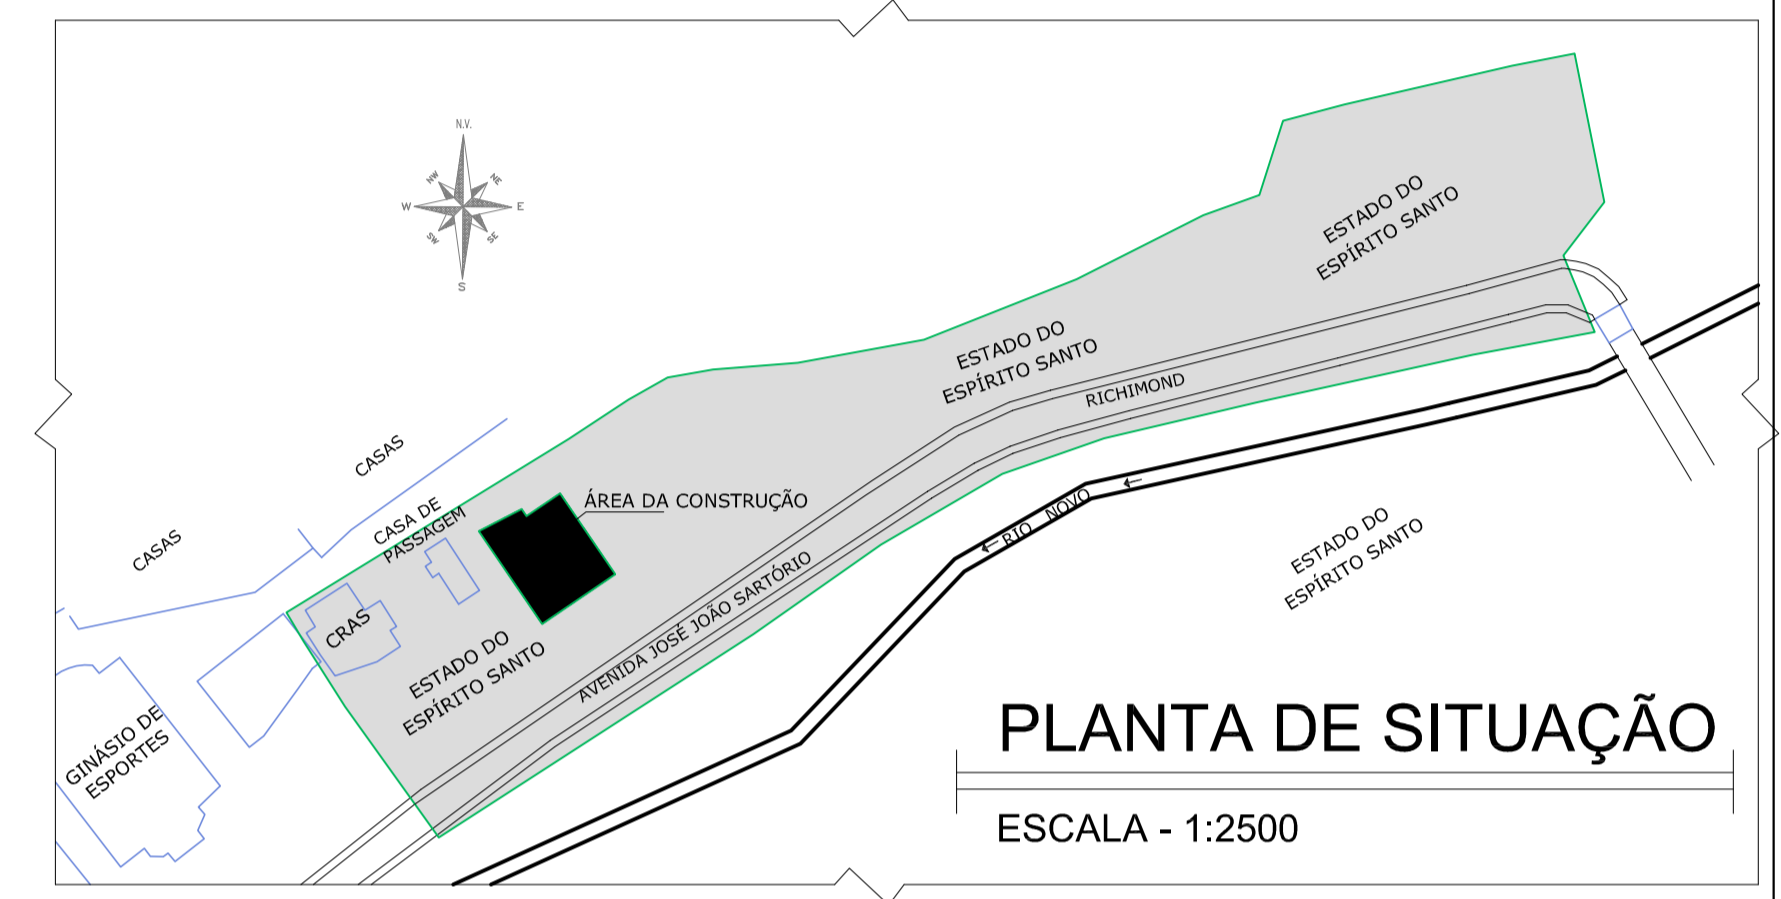 N.V.
NW
NE
W
E
SW
SE
S
ESTADO DO
ESPÍRITO SANTO
ESTADO DO
ESPÍRITO SANTO
RICHIMOND
CASAS
CASAS
CASA DE
PASSAGEM
ÁREA DA CONSTRUÇÃO
RIO NOVO
ESTADO DO
ESPÍRITO SANTO
CRAS
AVENIDA JOSÉ JOÃO SARTÓRIO
ESTADO DO
ESPÍRITO SANTO
GINÁSIO DE
ESPORTES
PLANTA DE SITUAÇÃO
ESCALA - 1:2500